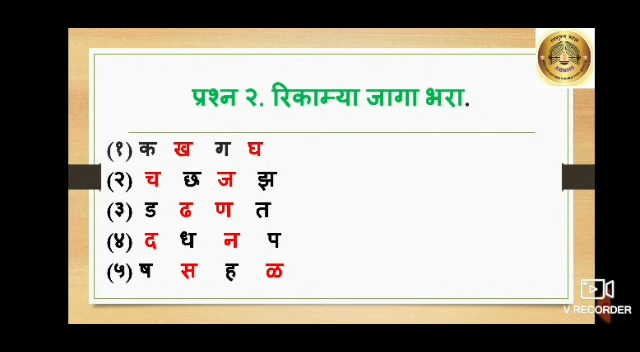 प्रश्न २. रिकाम्या जागा भरा.
(१) क ख ग घ
(२) च छ ज झ
(३) ड ढ ण त
(४) द ध न प
(५) ष स ह ळ
V RECORDER